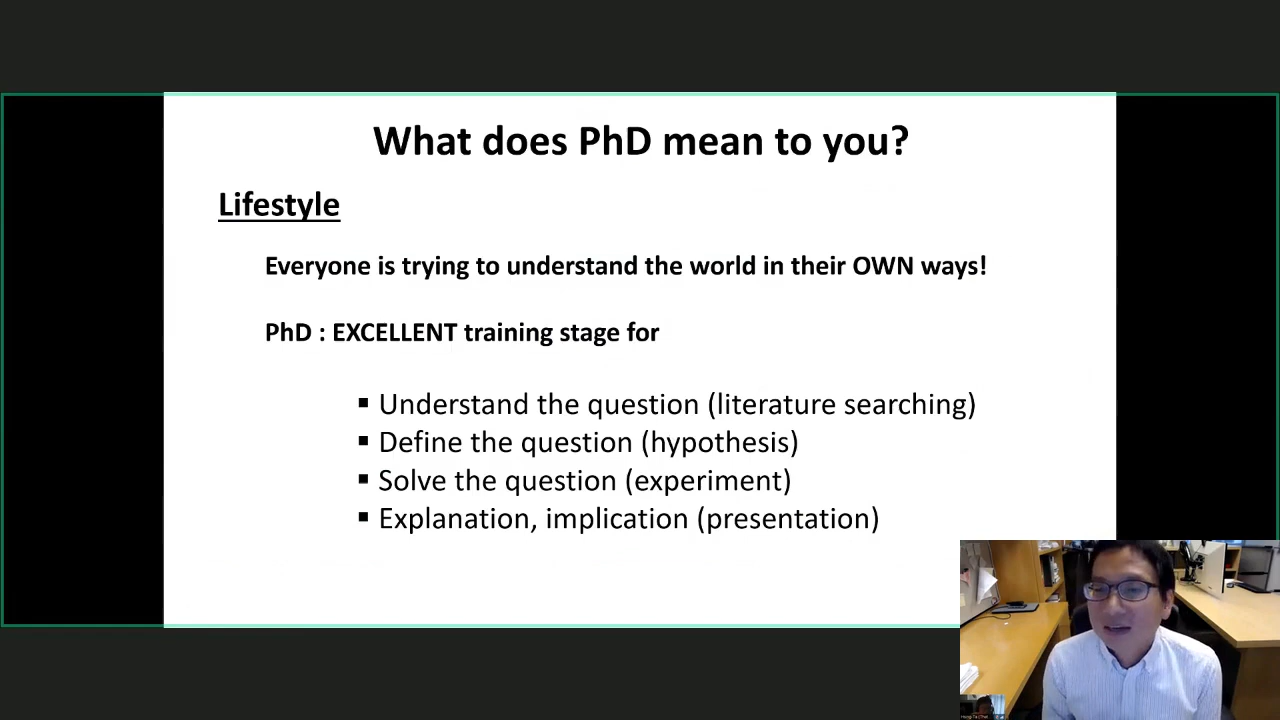 What does PhD mean to you?
Lifestyle
Everyone is trying to understand the world in their OWN ways!
PhD : EXCELLENT training stage for
▪ Understand the question (literature searching)
▪ Define the question (hypothesis)
▪ Solve the question (experiment)
▪ Explanation, implication (presentation)